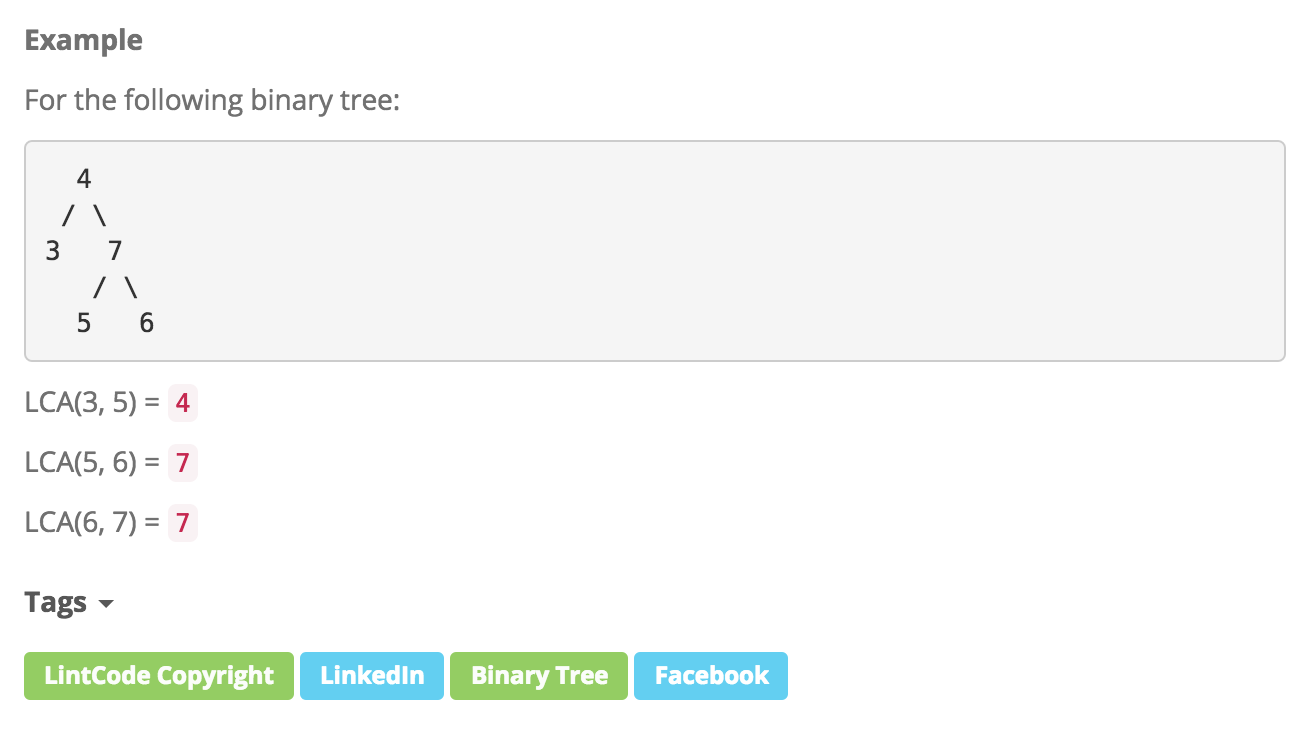 Example
For the following binary tree:
    4
   / \
  3   7
     / \
    5   6
LCA(3, 5) = 4
LCA(5, 6) = 7
LCA(6, 7) = 7
Tags
LintCode Copyright LinkedIn Binary Tree Facebook